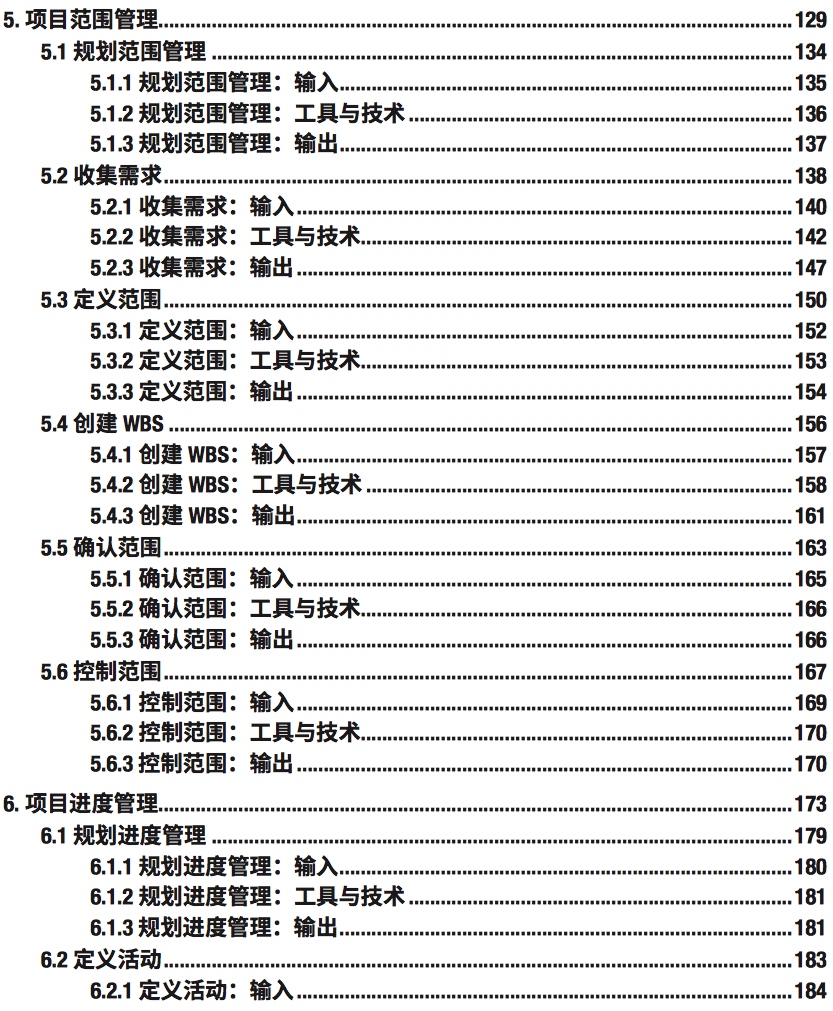 5. 项目范围管理........129
5.1 规划范围管理........134
5.1.1 规划范围管理：输入........135
5.1.2 规划范围管理：工具与技术........136
5.1.3 规划范围管理：输出........137
5.2 收集需求........138
5.2.1 收集需求：输入........140
5.2.2 收集需求：工具与技术........142
5.2.3 收集需求：输出........147
5.3 定义范围........150
5.3.1 定义范围：输入........152
5.3.2 定义范围：工具与技术........153
5.3.3 定义范围：输出........154
5.4 创建 WBS........156
5.4.1 创建 WBS：输入........157
5.4.2 创建 WBS：工具与技术........158
5.4.3 创建 WBS：输出........161
5.5 确认范围........163
5.5.1 确认范围：输入........165
5.5.2 确认范围：工具与技术........166
5.5.3 确认范围：输出........166
5.6 控制范围........167
5.6.1 控制范围：输入........169
5.6.2 控制范围：工具与技术........170
5.6.3 控制范围：输出........170
6. 项目进度管理........173
6.1 规划进度管理........179
6.1.1 规划进度管理：输入........180
6.1.2 规划进度管理：工具与技术........181
6.1.3 规划进度管理：输出........181
6.2 定义活动........183
6.2.1 定义活动：输入........184